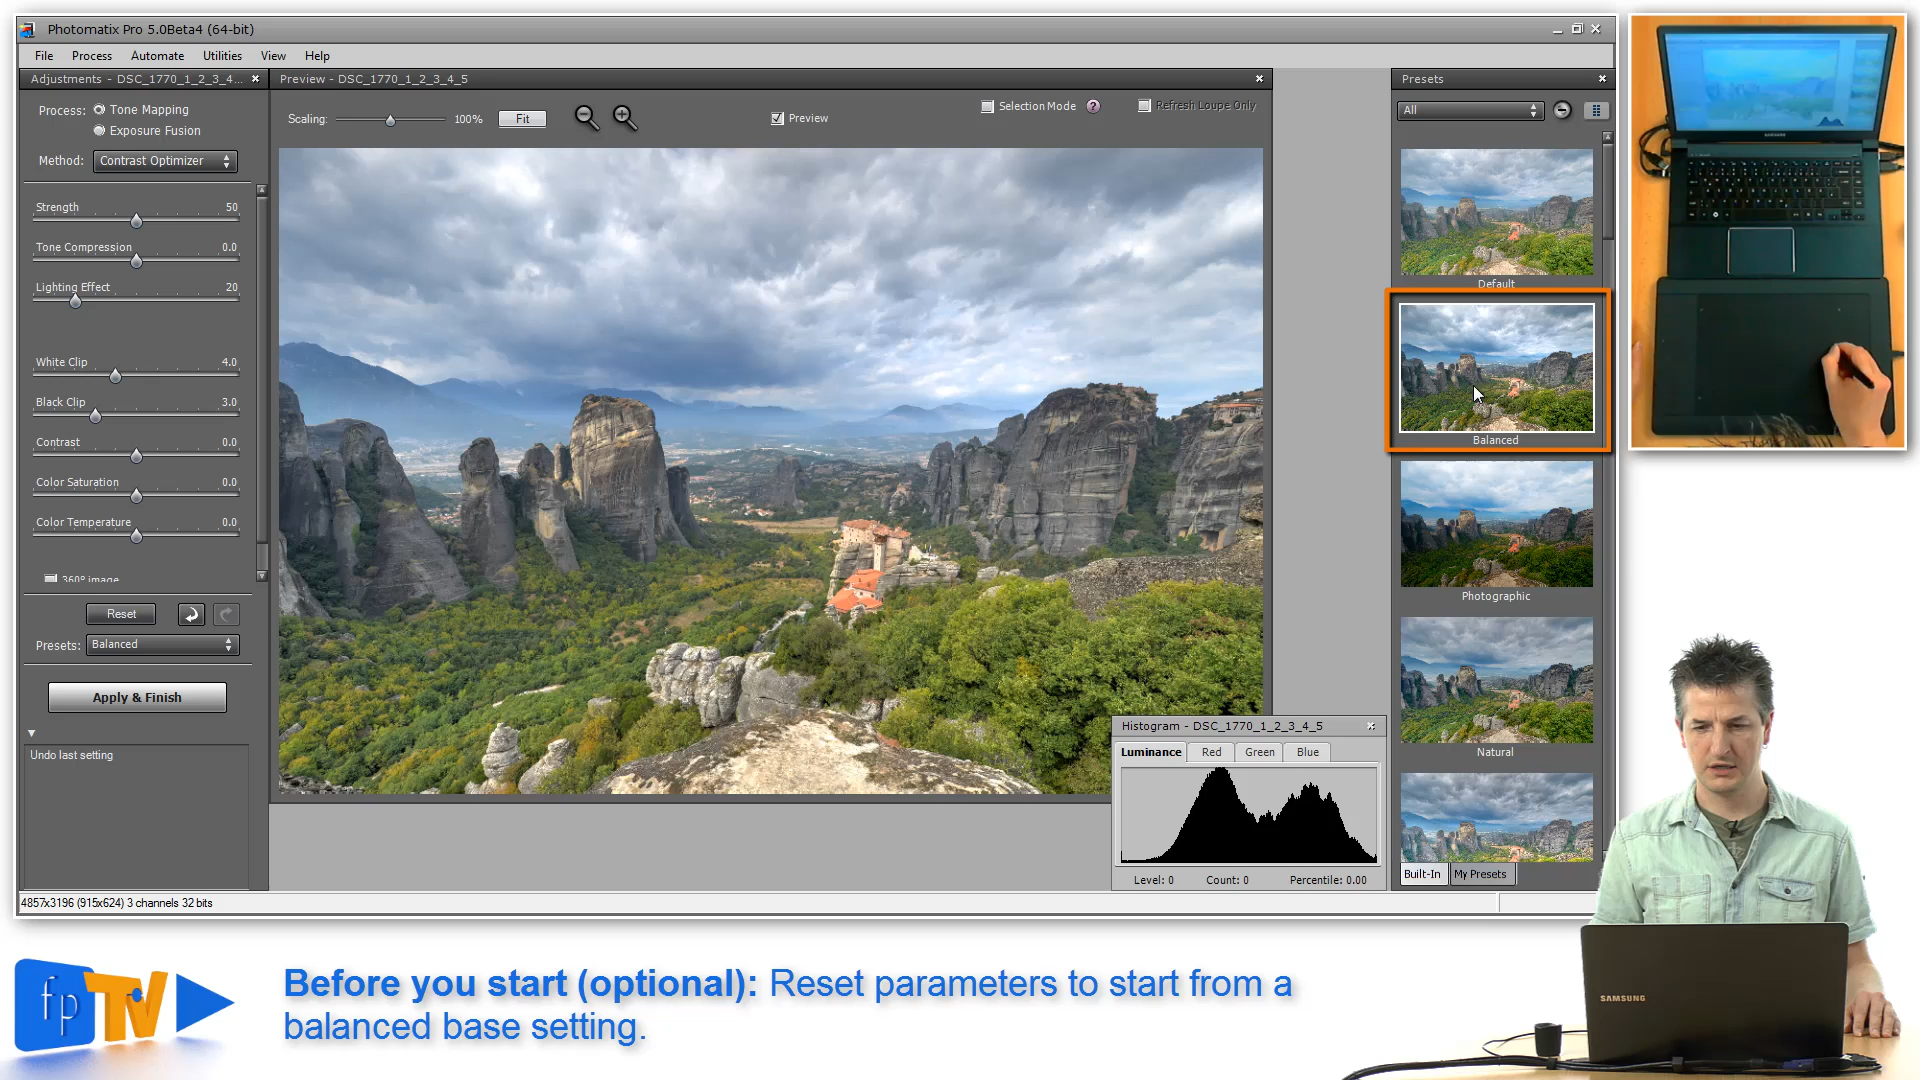 Photomatix Pro 5.0Beta4 (64-bit)
File Process Automate Utilities View Help
Adjustments - DSC_1770_1_2_3_4...
Preview - DSC_1770_1_2_3_4_5
Presets
Process: Tone Mapping
Exposure Fusion
Method: Contrast Optimizer
Scaling: 100% Fit
Preview
Selection Mode ?
Refresh Loupe Only
All
Strength 50
Tone Compression 0.0
Lighting Effect 20
White Clip 4.0
Black Clip 3.0
Contrast 0.0
Color Saturation 0.0
Color Temperature 0.0
360° image
Reset
Presets: Balanced
Apply & Finish
Undo last setting
Default
Balanced
Photographic
Natural
Built-In My Presets
Histogram - DSC_1770_1_2_3_4_5
Luminance Red Green Blue
Level: 0 Count: 0 Percentile: 0.00
4857x3196 (915x624) 3 channels 32 bits
SAMSUNG
fpTV
Before you start (optional): Reset parameters to start from a
balanced base setting.